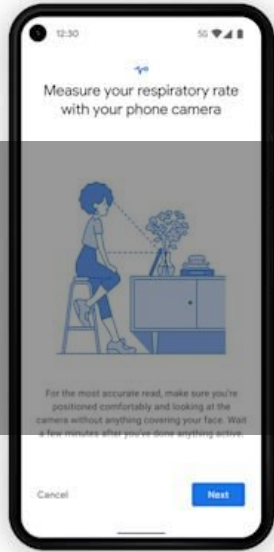 12:30
5G
Measure your respiratory rate
with your phone camera
For the most accurate read, make sure you're
positioned comfortably and looking at the
camera without anything covering your face. Wait
a few minutes after you've done anything active.
Cancel
Next